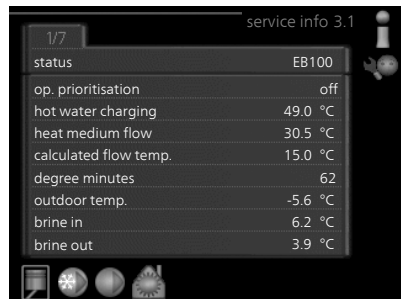 service info 3.1
1/7
status EB100
op. prioritisation off
hot water charging 49.0 °C
heat medium flow 30.5 °C
calculated flow temp. 15.0 °C
degree minutes 62
outdoor temp. -5.6 °C
brine in 6.2 °C
brine out 3.9 °C